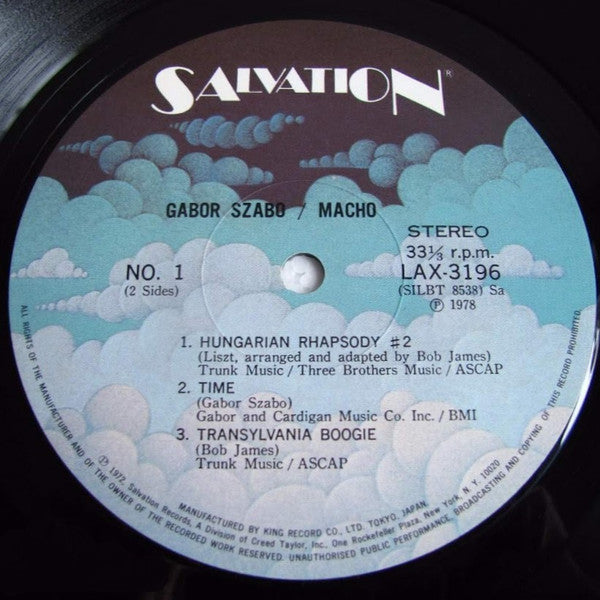 SALVATION®
GABOR SZABO / MACHO
STEREO
33⅓ r.p.m.
NO. 1
LAX-3196
(2 Sides)
(SILBT 8538) Sa
Ⓟ 1978
1. HUNGARIAN RHAPSODY #2
(Liszt, arranged and adapted by Bob James)
Trunk Music / Three Brothers Music / ASCAP
2. TIME
(Gabor Szabo)
Gabor and Cardigan Music Co. Inc. / BMI
3. TRANSYLVANIA BOOGIE
(Bob James)
Trunk Music / ASCAP
MANUFACTURED BY KING RECORD CO., LTD. TOKYO, JAPAN.
Ⓟ 1972, Salvation Records, A Division of Creed Taylor, Inc., One Rockefeller Plaza, New York, N. Y. 10020
ALL RIGHTS OF THE MANUFACTURER AND OF THE OWNER OF THE RECORDED WORK RESERVED. UNAUTHORISED PUBLIC PERFORMANCE, BROADCASTING AND COPYING OF THIS RECORD PROHIBITED.